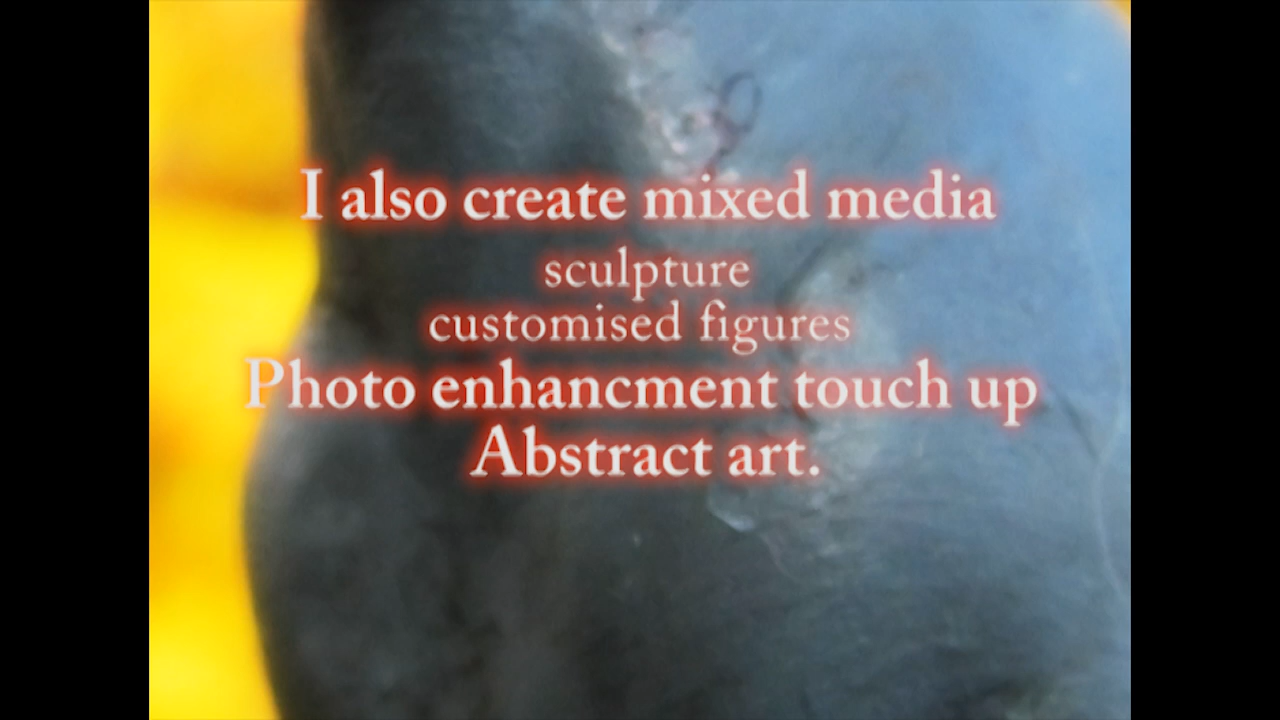 I also create mixed media
sculpture
customised figures
Photo enhancment touch up
Abstract art.